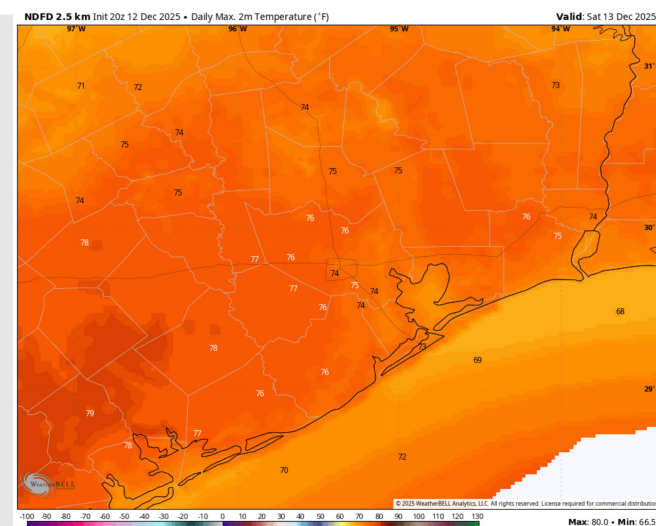 NDFD 2.5 km Init 20z 12 Dec 2025 • Daily Max. 2m Temperature (°F) Valid: Sat 13 Dec 2025
97°W 96°W 95°W 94°W
31°
71 72 74 73
75 74
75 75
74 75
76 76 76 74
30°
78 75
77 76
74
77 75 74
76 74
68
78 73
69
76
29°
79 76
78 77
72
70
WEATHERBELL
© 2025 WeatherBELL Analytics, LLC. All rights reserved. License required for commercial distributio
-100 -90 -80 -70 -60 -50 -40 -30 -20 -10 0 10 20 30 40 50 60 70 80 90 100 110 120 130
Max: 80.0 • Min: 66.5